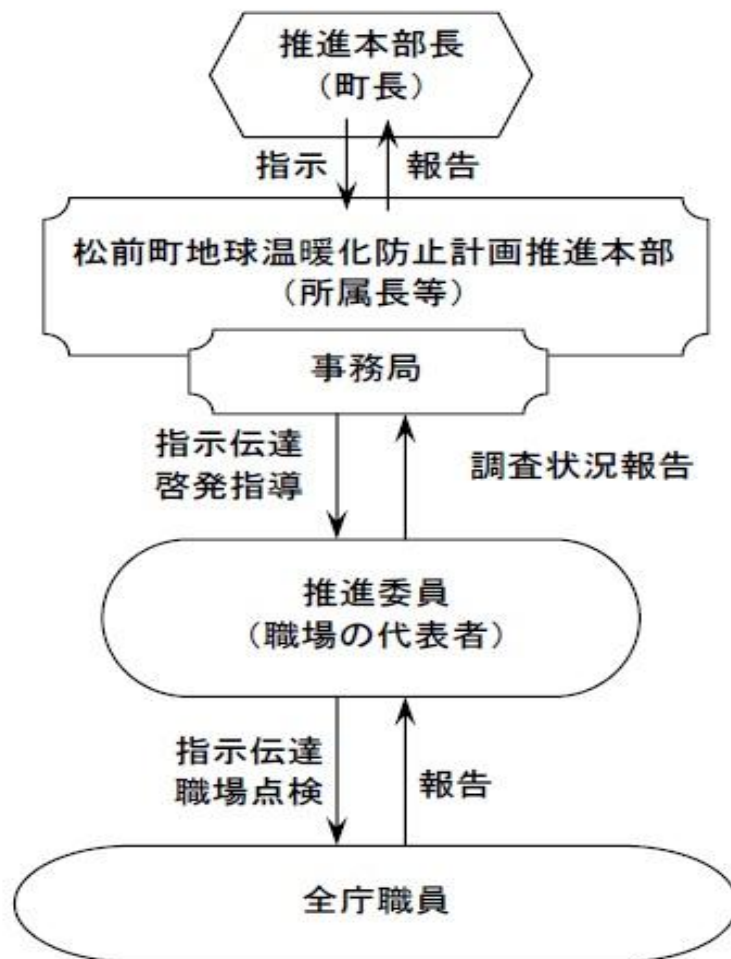 推進本部長
（町長）
指示
報告
松前町地球温暖化防止計画推進本部
（所属長等）
事務局
指示伝達
啓発指導
調査状況報告
推進委員
（職場の代表者）
指示伝達
職場点検
報告
全庁職員